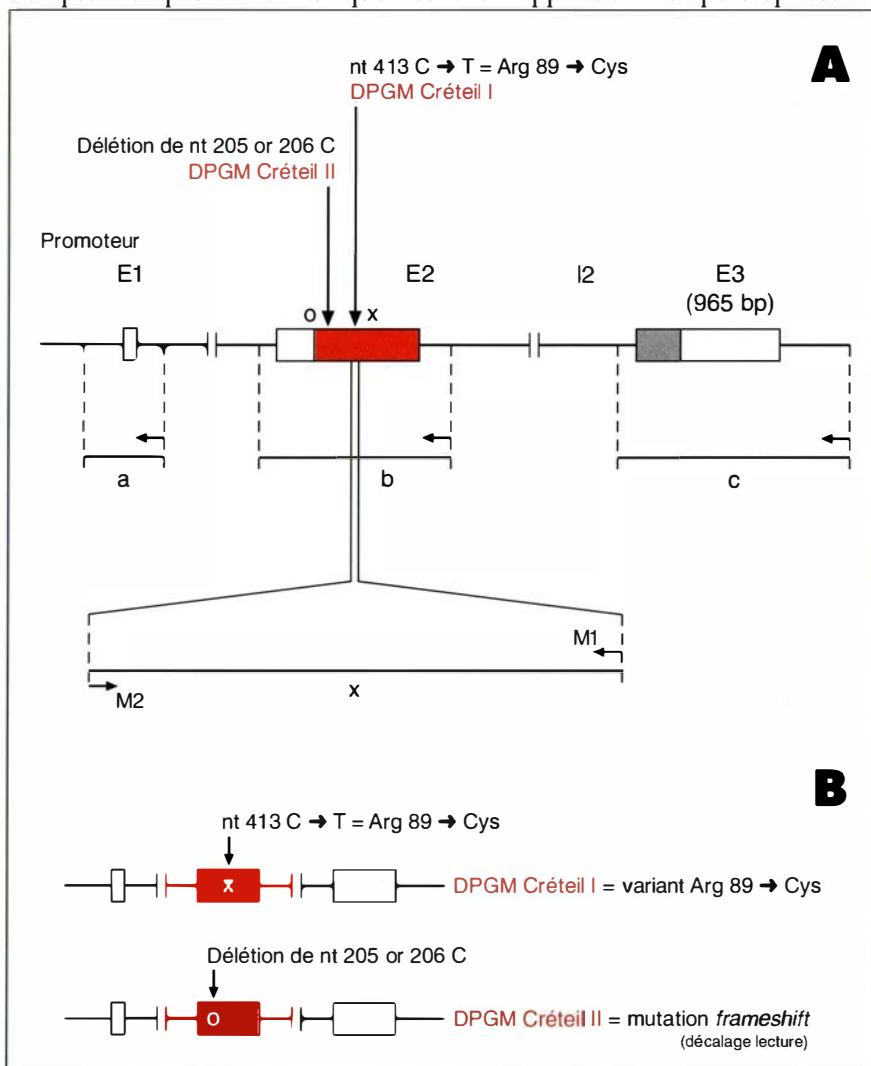 A
nt 413 C ➔ T = Arg 89 ➔ Cys
DPGM Créteil I
Délétion de nt 205 or 206 C
DPGM Créteil II
Promoteur
E1
E2
I2
E3
(965 bp)
O
x
a
b
c
M1
M2
x
B
nt 413 C ➔ T = Arg 89 ➔ Cys
x
DPGM Créteil I = variant Arg 89 ➔ Cys
Délétion de nt 205 or 206 C
O
DPGM Créteil II = mutation frameshift
(décalage lecture)